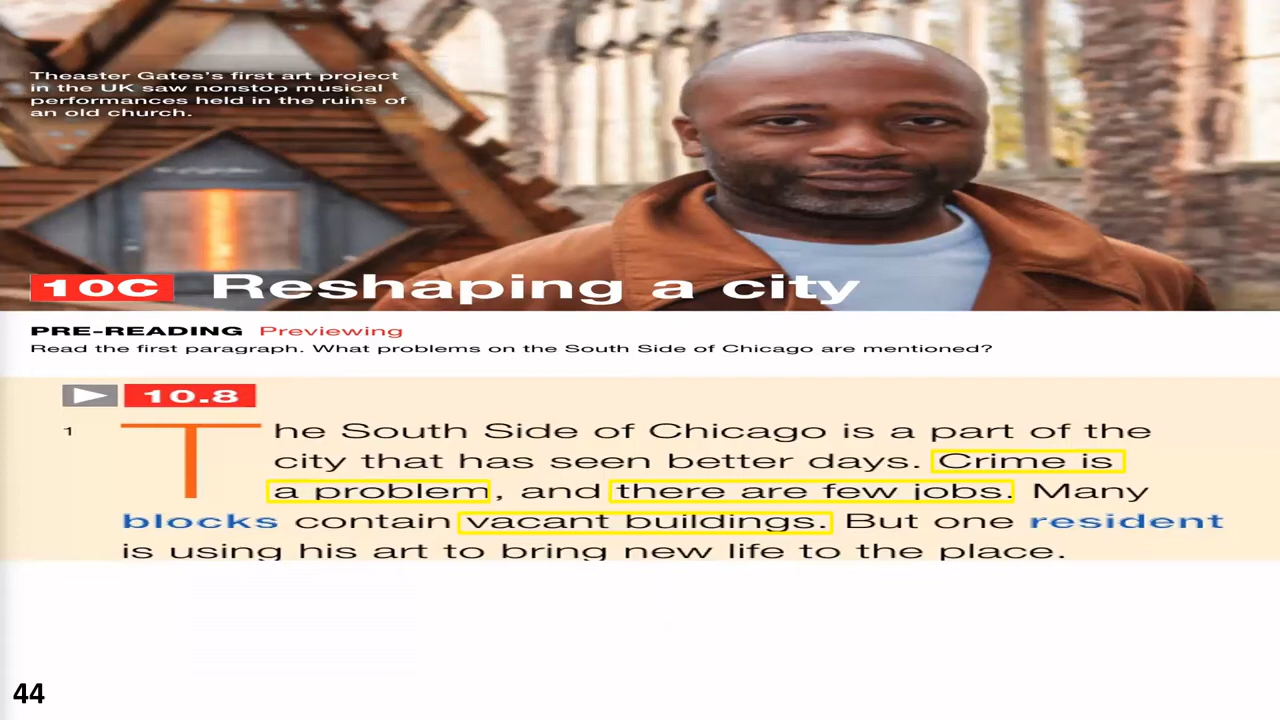 Theaster Gates's first art project
in the UK saw nonstop musical
performances held in the ruins of
an old church.
10C Reshaping a city
PRE-READING Previewing
Read the first paragraph. What problems on the South Side of Chicago are mentioned?
10.8
1 The South Side of Chicago is a part of the
city that has seen better days. Crime is
a problem, and there are few jobs. Many
blocks contain vacant buildings. But one resident
is using his art to bring new life to the place.
44